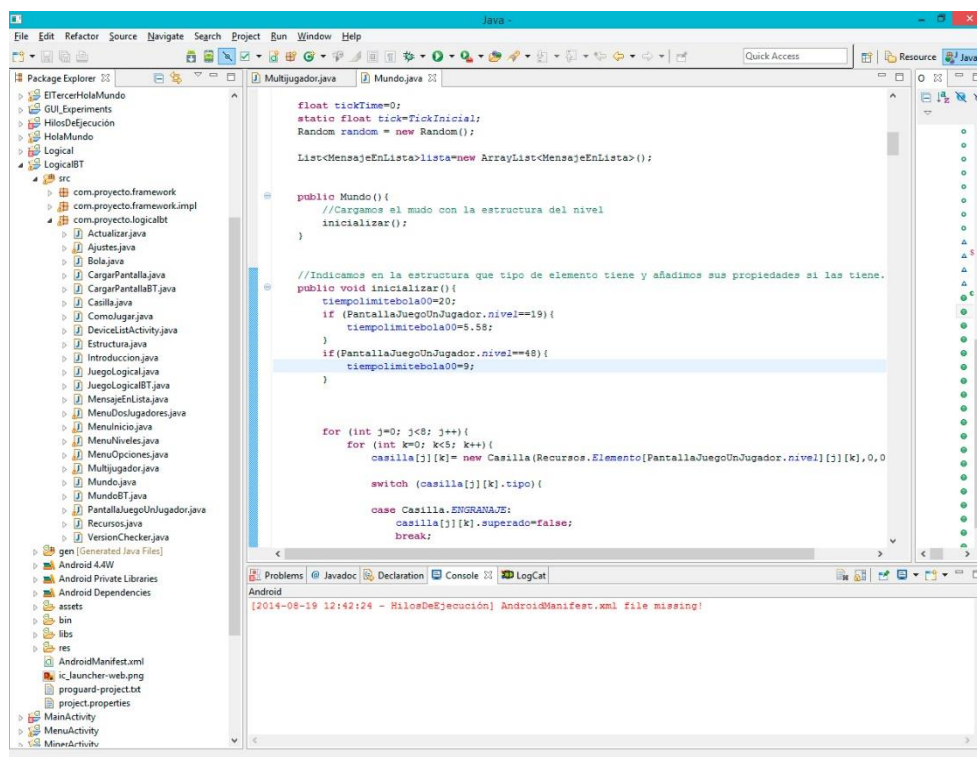 Java -
File Edit Refactor Source Navigate Search Project Run Window Help
Quick Access
Resource
Java
Package Explorer
ElTercerHolaMundo
GUI_Experiments
HilosDeEjecución
HolaMundo
Logical
LogicalBT
src
com.proyecto.framework
com.proyecto.framework.impl
com.proyecto.logicalbt
Actualizar.java
Ajustes.java
Bola.java
CargarPantalla.java
CargarPantallaBT.java
Casilla.java
ComoJugar.java
DeviceListActivity.java
Estructura.java
Introduccion.java
JuegoLogical.java
JuegoLogicalBT.java
MensajeEnLista.java
MenuDosJugadores.java
MenuInicio.java
MenuNiveles.java
MenuOpciones.java
Multijugador.java
Mundo.java
MundoBT.java
PantallaJuegoUnJugador.java
Recursos.java
VersionChecker.java
gen [Generated Java Files]
Android 4.4W
Android Private Libraries
Android Dependencies
assets
bin
libs
res
AndroidManifest.xml
ic_launcher-web.png
proguard-project.txt
project.properties
MainActivity
MenuActivity
MinerActivity
Multijugador.java
Mundo.java
float tickTime=0;
static float tick=TickInicial;
Random random = new Random();
List<MensajeEnLista>lista=new ArrayList<MensajeEnLista>();
public Mundo(){
//Cargamos el mudo con la estructura del nivel
inicializar();
}
//Indicamos en la estructura que tipo de elemento tiene y añadimos sus propiedades si las tiene.
public void inicializar(){
tiempolimitebola00=20;
if (PantallaJuegoUnJugador.nivel==19){
tiempolimitebola00=5.58;
}
if(PantallaJuegoUnJugador.nivel==48){
tiempolimitebola00=9;
}
for (int j=0; j<8; j++){
for (int k=0; k<5; k++){
casilla[j][k]= new Casilla(Recursos.Elemento[PantallaJuegoUnJugador.nivel][j][k],0,0
switch (casilla[j][k].tipo){
case Casilla.ENGRANAJE:
casilla[j][k].superado=false;
break;
Problems
Javadoc
Declaration
Console
LogCat
Android
[2014-08-19 12:42:24 - HilosDeEjecución] AndroidManifest.xml file missing!